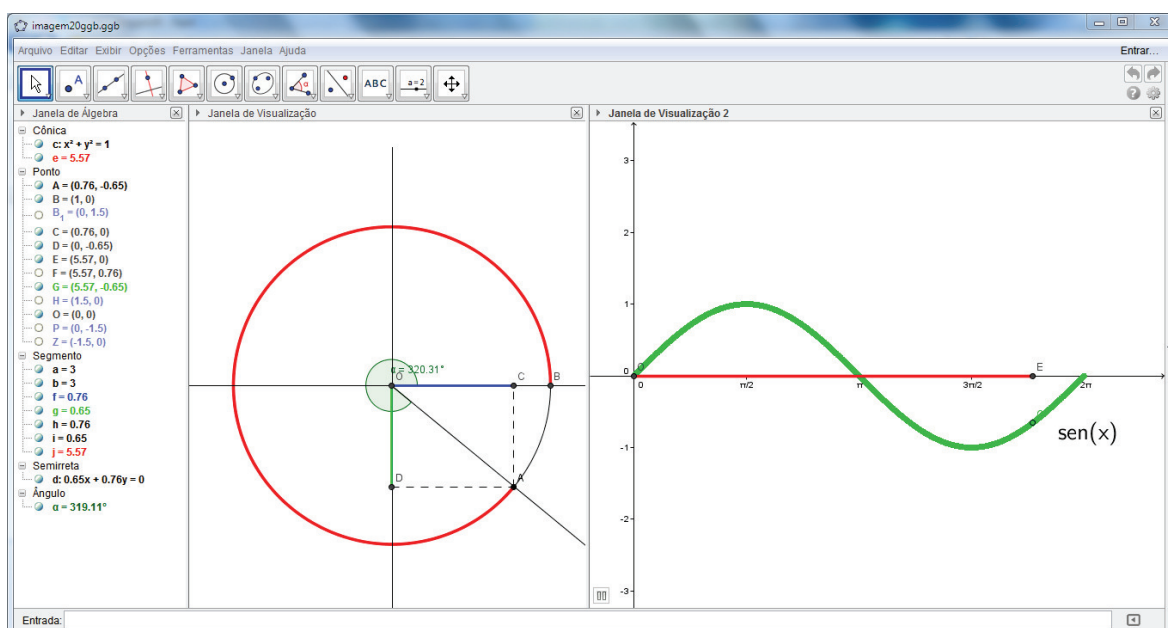 imagem20ggb.ggb
Arquivo Editar Exibir Opções Ferramentas Janela Ajuda
Entrar...
A
α
ABC
a=2
Janela de Álgebra
Cônica
c: x² + y² = 1
e = 5.57
Ponto
A = (0.76, -0.65)
B = (1, 0)
B₁ = (0, 1.5)
C = (0.76, 0)
D = (0, -0.65)
E = (5.57, 0)
F = (5.57, 0.76)
G = (5.57, -0.65)
H = (1.5, 0)
O = (0, 0)
P = (0, -1.5)
Z = (-1.5, 0)
Segmento
a = 3
b = 3
f = 0.76
g = 0.65
h = 0.76
i = 0.65
j = 5.57
Semirreta
d: 0.65x + 0.76y = 0
Ângulo
α = 319.11°
Janela de Visualização
α = 320.31°
O
C
B
D
A
Janela de Visualização 2
3
2
1
0
-1
-2
-3
E
0
π/2
π
3π/2
2π
sen(x)
Entrada: